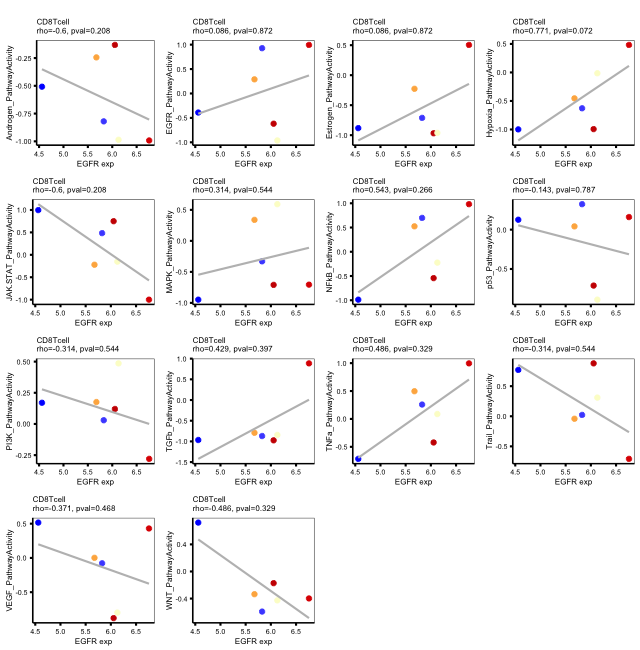 CD8Tcell
rho=-0.6, pval=0.208
Androgen_PathwayActivity
-0.25
-0.50
-0.75
-1.00
4.5 5.0 5.5 6.0 6.5
EGFR exp
CD8Tcell
rho=0.086, pval=0.872
EGFR_PathwayActivity
1.0
0.5
0.0
-0.5
-1.0
4.5 5.0 5.5 6.0 6.5
EGFR exp
CD8Tcell
rho=0.086, pval=0.872
Estrogen_PathwayActivity
0.5
0.0
-0.5
-1.0
4.5 5.0 5.5 6.0 6.5
EGFR exp
CD8Tcell
rho=0.771, pval=0.072
Hypoxia_PathwayActivity
0.5
0.0
-0.5
-1.0
4.5 5.0 5.5 6.0 6.5
EGFR exp
CD8Tcell
rho=-0.6, pval=0.208
JAK.STAT_PathwayActivity
1.0
0.5
0.0
-0.5
-1.0
4.5 5.0 5.5 6.0 6.5
EGFR exp
CD8Tcell
rho=0.314, pval=0.544
MAPK_PathwayActivity
0.5
0.0
-0.5
-1.0
4.5 5.0 5.5 6.0 6.5
EGFR exp
CD8Tcell
rho=0.543, pval=0.266
NFkB_PathwayActivity
1.0
0.5
0.0
-0.5
-1.0
4.5 5.0 5.5 6.0 6.5
EGFR exp
CD8Tcell
rho=-0.143, pval=0.787
p53_PathwayActivity
0.0
-0.5
4.5 5.0 5.5 6.0 6.5
EGFR exp
CD8Tcell
rho=-0.314, pval=0.544
PI3K_PathwayActivity
0.50
0.25
0.00
-0.25
4.5 5.0 5.5 6.0 6.5
EGFR exp
CD8Tcell
rho=0.429, pval=0.397
TGFb_PathwayActivity
1.0
0.5
0.0
-0.5
-1.0
-1.5
4.5 5.0 5.5 6.0 6.5
EGFR exp
CD8Tcell
rho=0.486, pval=0.329
TNFa_PathwayActivity
1.0
0.5
0.0
-0.5
4.5 5.0 5.5 6.0 6.5
EGFR exp
CD8Tcell
rho=-0.314, pval=0.544
Trail_PathwayActivity
0.5
0.0
-0.5
4.5 5.0 5.5 6.0 6.5
EGFR exp
CD8Tcell
rho=-0.371, pval=0.468
VEGF_PathwayActivity
0.5
0.0
-0.5
4.5 5.0 5.5 6.0 6.5
EGFR exp
CD8Tcell
rho=-0.486, pval=0.329
WNT_PathwayActivity
0.4
0.0
-0.4
4.5 5.0 5.5 6.0 6.5
EGFR exp